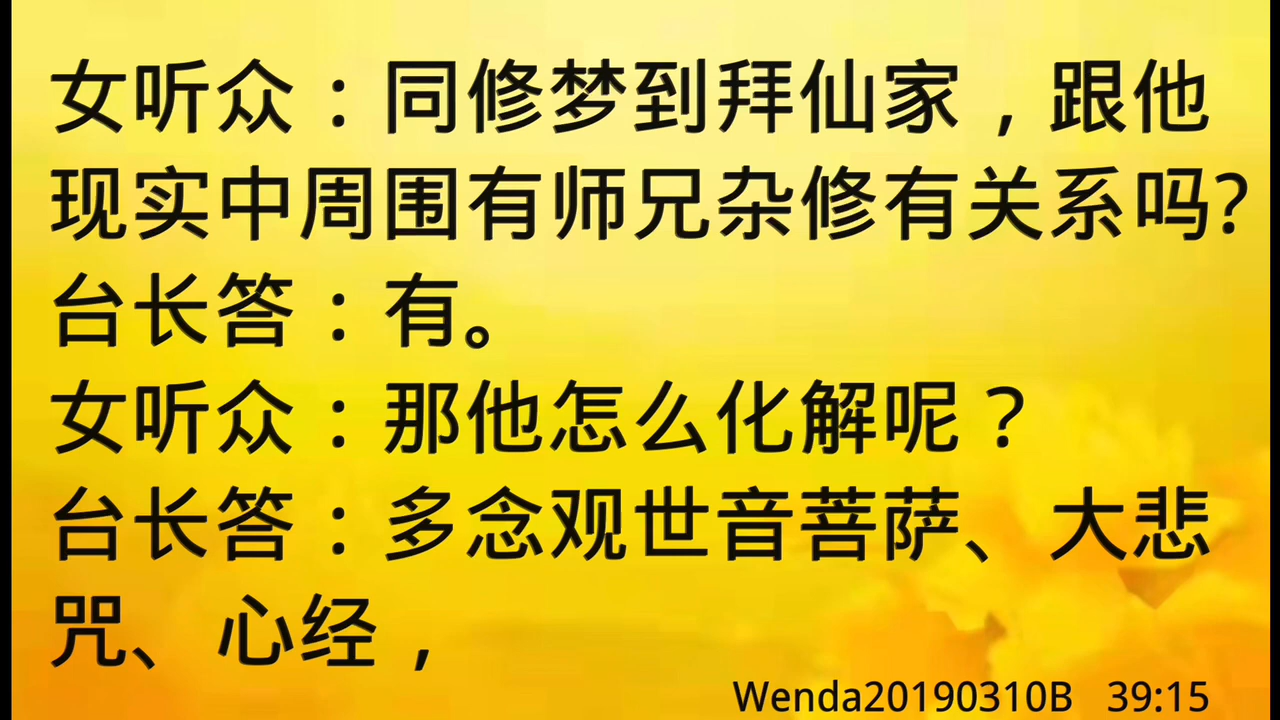 女听众：同修梦到拜仙家，跟他
现实中周围有师兄杂修有关系吗?
台长答：有。
女听众：那他怎么化解呢？
台长答：多念观世音菩萨、大悲
咒、心经，
Wenda20190310B 39:15